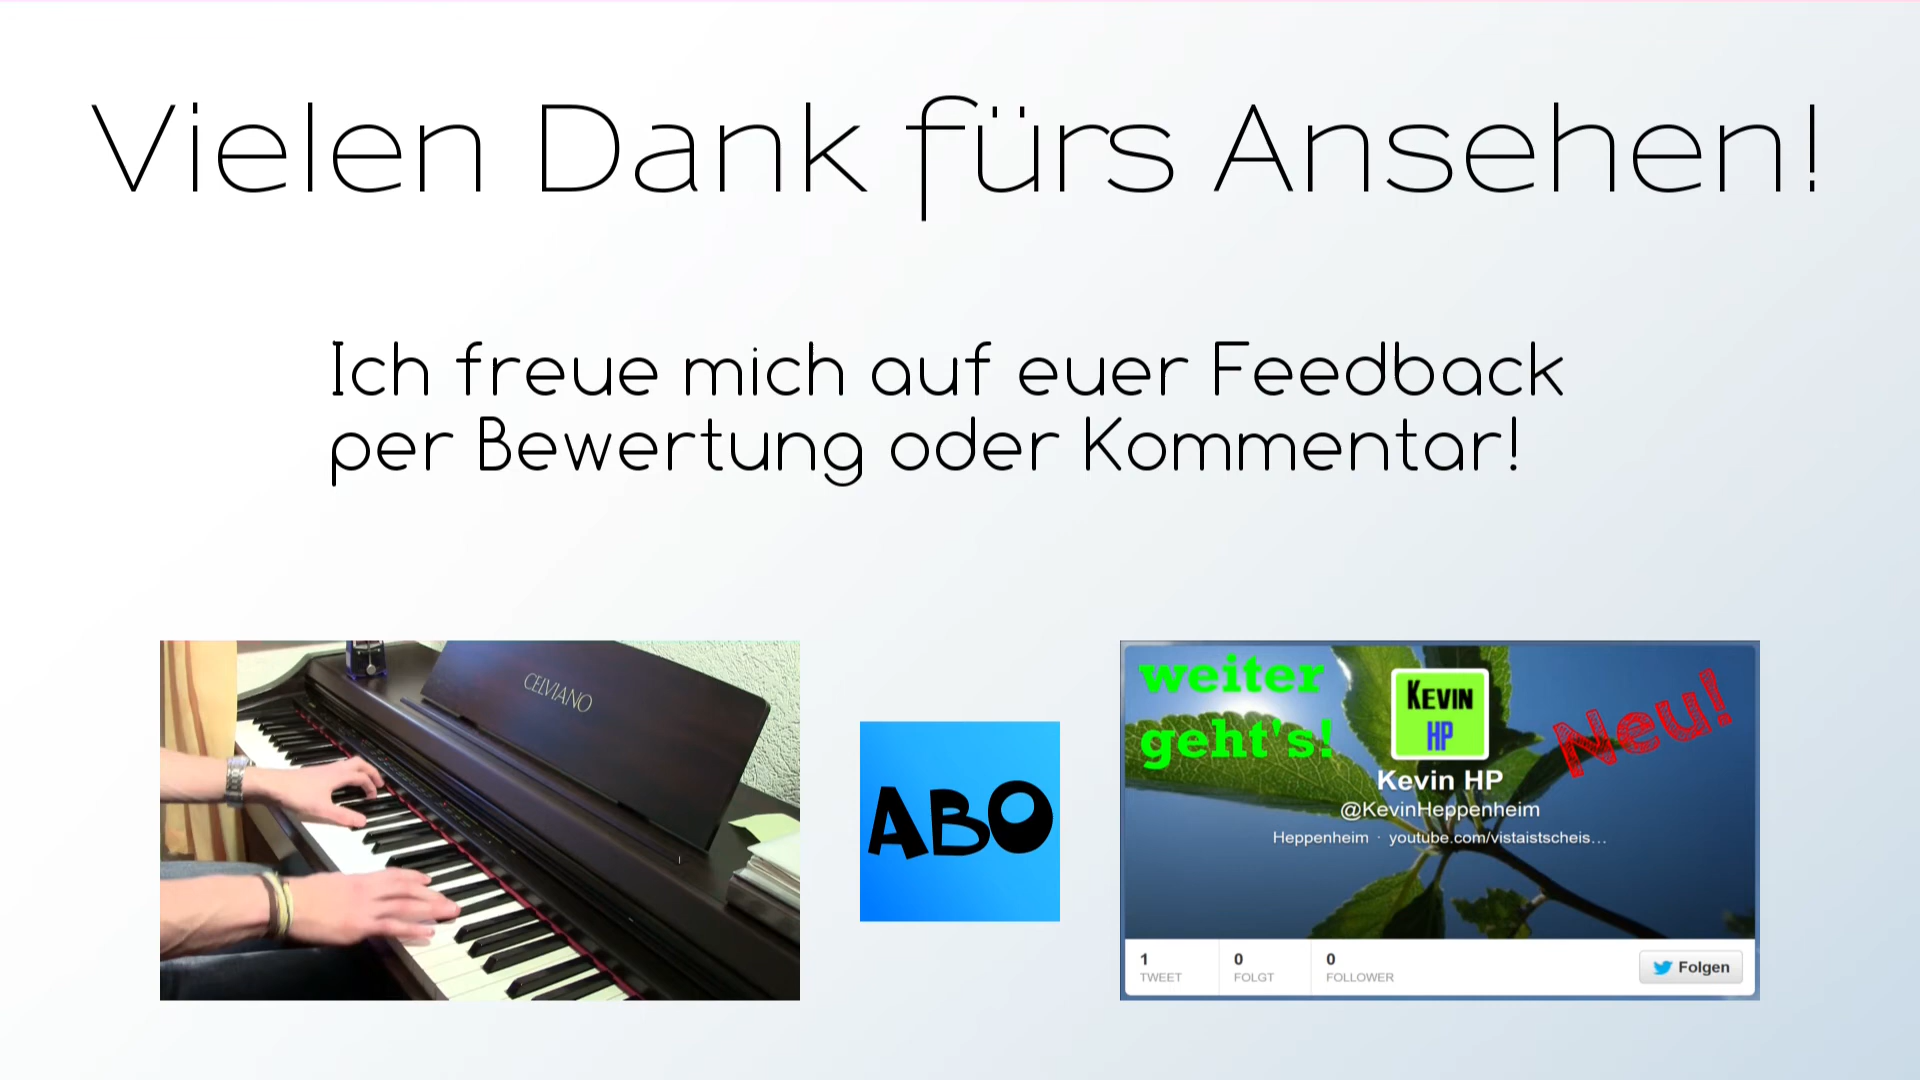 Vielen Dank fürs Ansehen!
Ich freue mich auf euer Feedback
per Bewertung oder Kommentar!
CELVIANO
ABO
weiter
geht's!
KEVIN
HP
Neu!
Kevin HP
@KevinHeppenheim
Heppenheim · youtube.com/vistaistscheis...
1 0 0
TWEET FOLGT FOLLOWER
Folgen